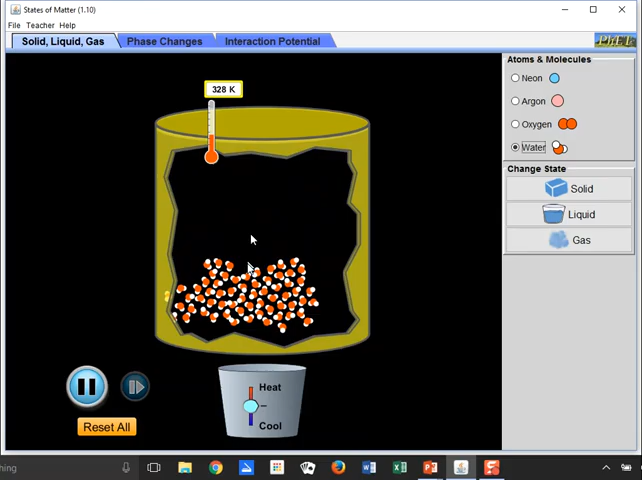 States of Matter (1.10)
File Teacher Help
Solid, Liquid, Gas Phase Changes Interaction Potential
PhET
328 K
Atoms & Molecules
Neon
Argon
Oxygen
Water
Change State
Solid
Liquid
Gas
Heat
Cool
Reset All
hing